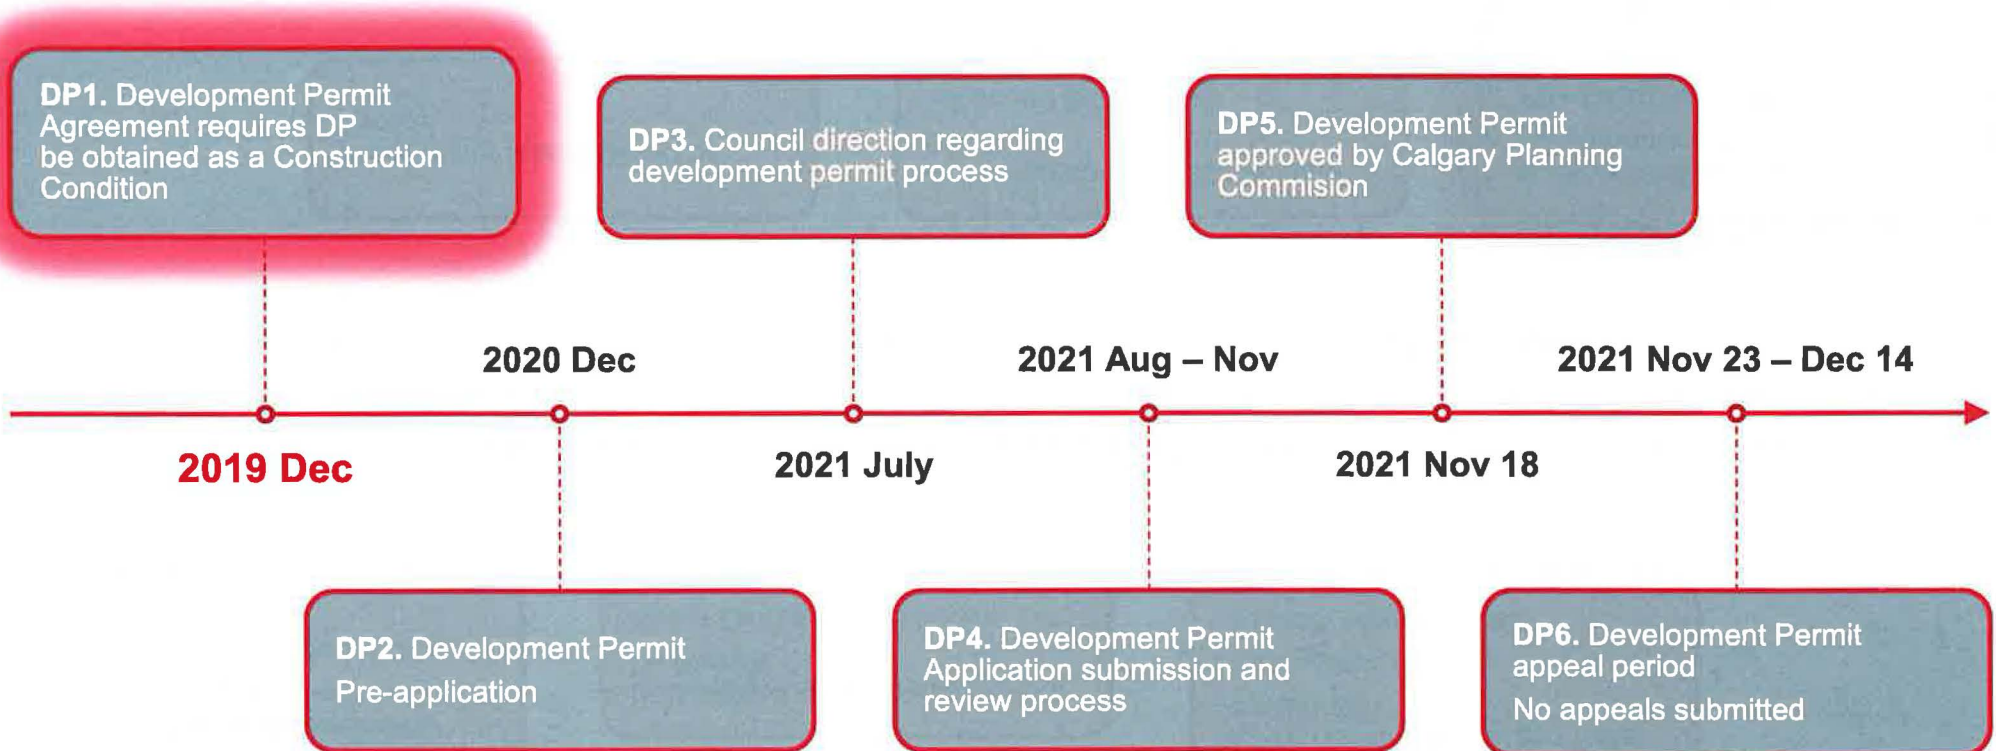 DP1. Development Permit
Agreement requires DP
be obtained as a Construction
Condition
DP3. Council direction regarding
development permit process
DP5. Development Permit
approved by Calgary Planning
Commision
2020 Dec
2021 Aug – Nov
2021 Nov 23 – Dec 14
2019 Dec
2021 July
2021 Nov 18
DP2. Development Permit
Pre-application
DP4. Development Permit
Application submission and
review process
DP6. Development Permit
appeal period
No appeals submitted